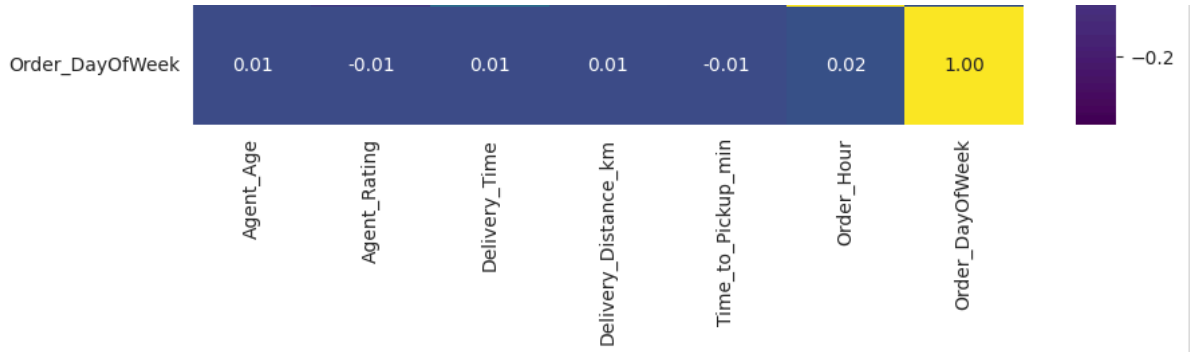 Order_DayOfWeek 0.01 -0.01 0.01 0.01 -0.01 0.02 1.00
−0.2
Agent_Age
Agent_Rating
Delivery_Time
Delivery_Distance_km
Time_to_Pickup_min
Order_Hour
Order_DayOfWeek